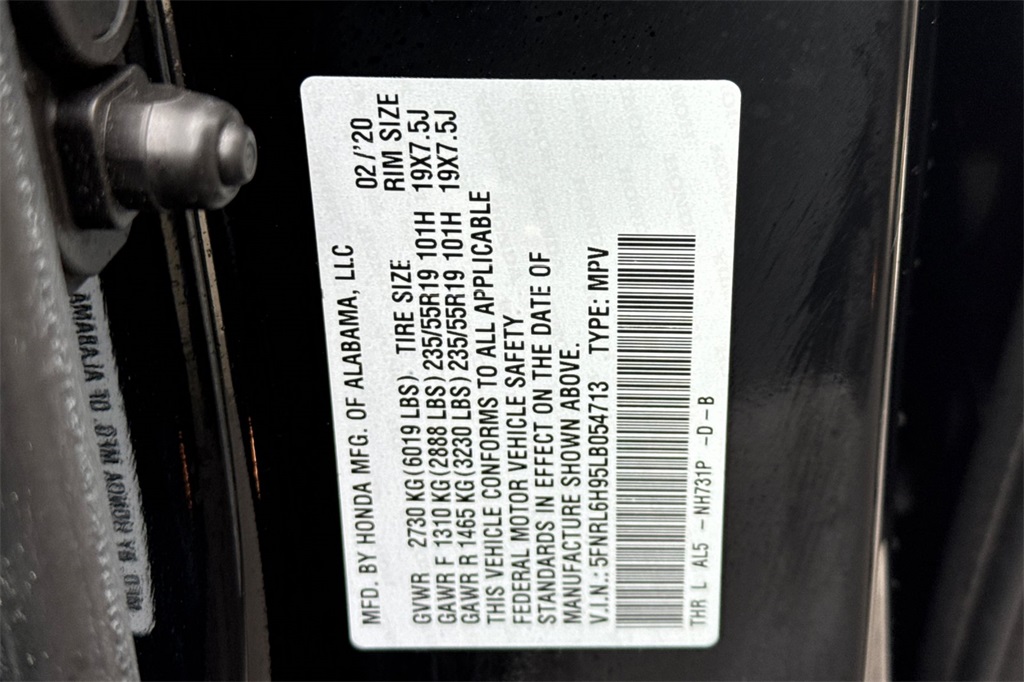 MFD. BY HONDA MFG. OF ALABAMA, LLC 02/'20
GVWR 2730 KG(6019 LBS) TIRE SIZE RIM SIZE
GAWR F 1310 KG(2888 LBS) 235/55R19 101H 19X7.5J
GAWR R 1465 KG(3230 LBS) 235/55R19 101H 19X7.5J
THIS VEHICLE CONFORMS TO ALL APPLICABLE
FEDERAL MOTOR VEHICLE SAFETY
STANDARDS IN EFFECT ON THE DATE OF
MANUFACTURE SHOWN ABOVE.
V.I.N.: 5FNRL6H95LB054713 TYPE: MPV
THR L AL5 -NH731P -D-B